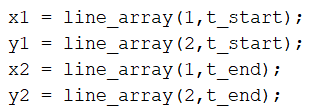 x1 = line_array(1,t_start);
y1 = line_array(2,t_start);
x2 = line_array(1,t_end);
y2 = line_array(2,t_end);